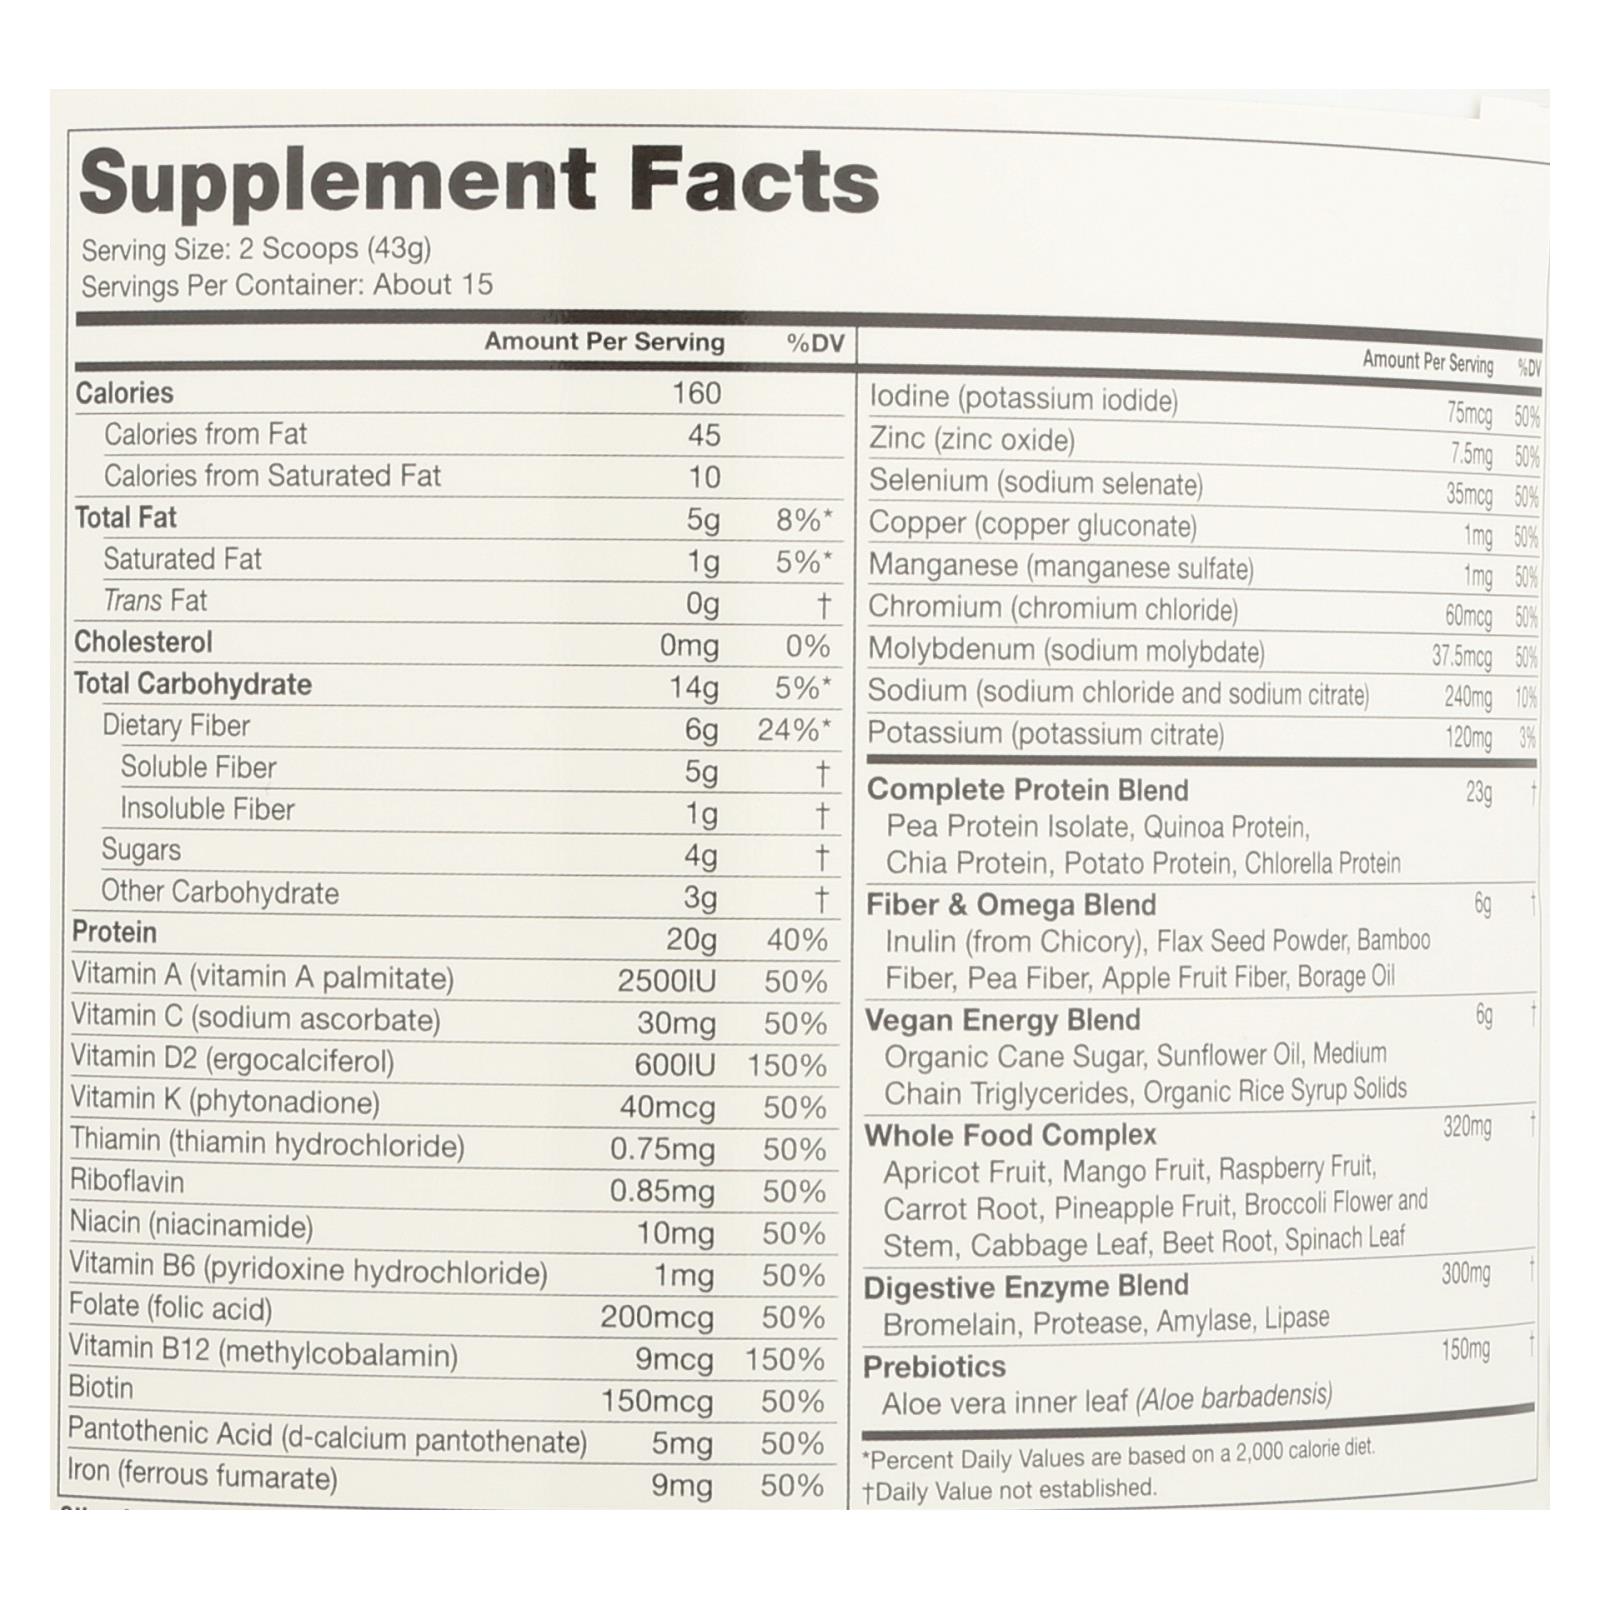 Supplement Facts
Serving Size: 2 Scoops (43g)
Servings Per Container: About 15
Amount Per Serving %DV
Calories 160
Calories from Fat 45
Calories from Saturated Fat 10
Total Fat 5g 8%*
Saturated Fat 1g 5%*
Trans Fat 0g †
Cholesterol 0mg 0%
Total Carbohydrate 14g 5%*
Dietary Fiber 6g 24%*
Soluble Fiber 5g †
Insoluble Fiber 1g †
Sugars 4g †
Other Carbohydrate 3g †
Protein 20g 40%
Vitamin A (vitamin A palmitate) 2500IU 50%
Vitamin C (sodium ascorbate) 30mg 50%
Vitamin D2 (ergocalciferol) 600IU 150%
Vitamin K (phytonadione) 40mcg 50%
Thiamin (thiamin hydrochloride) 0.75mg 50%
Riboflavin 0.85mg 50%
Niacin (niacinamide) 10mg 50%
Vitamin B6 (pyridoxine hydrochloride) 1mg 50%
Folate (folic acid) 200mcg 50%
Vitamin B12 (methylcobalamin) 9mcg 150%
Biotin 150mcg 50%
Pantothenic Acid (d-calcium pantothenate) 5mg 50%
Iron (ferrous fumarate) 9mg 50%
Amount Per Serving %DV
Iodine (potassium iodide) 75mcg 50%
Zinc (zinc oxide) 7.5mg 50%
Selenium (sodium selenate) 35mcg 50%
Copper (copper gluconate) 1mg 50%
Manganese (manganese sulfate) 1mg 50%
Chromium (chromium chloride) 60mcg 50%
Molybdenum (sodium molybdate) 37.5mcg 50%
Sodium (sodium chloride and sodium citrate) 240mg 10%
Potassium (potassium citrate) 120mg 3%
Complete Protein Blend 23g †
Pea Protein Isolate, Quinoa Protein,
Chia Protein, Potato Protein, Chlorella Protein
Fiber & Omega Blend 6g †
Inulin (from Chicory), Flax Seed Powder, Bamboo
Fiber, Pea Fiber, Apple Fruit Fiber, Borage Oil
Vegan Energy Blend 6g †
Organic Cane Sugar, Sunflower Oil, Medium
Chain Triglycerides, Organic Rice Syrup Solids
Whole Food Complex 320mg †
Apricot Fruit, Mango Fruit, Raspberry Fruit,
Carrot Root, Pineapple Fruit, Broccoli Flower and
Stem, Cabbage Leaf, Beet Root, Spinach Leaf
Digestive Enzyme Blend 300mg †
Bromelain, Protease, Amylase, Lipase
Prebiotics 150mg †
Aloe vera inner leaf (Aloe barbadensis)
*Percent Daily Values are based on a 2,000 calorie diet.
†Daily Value not established.